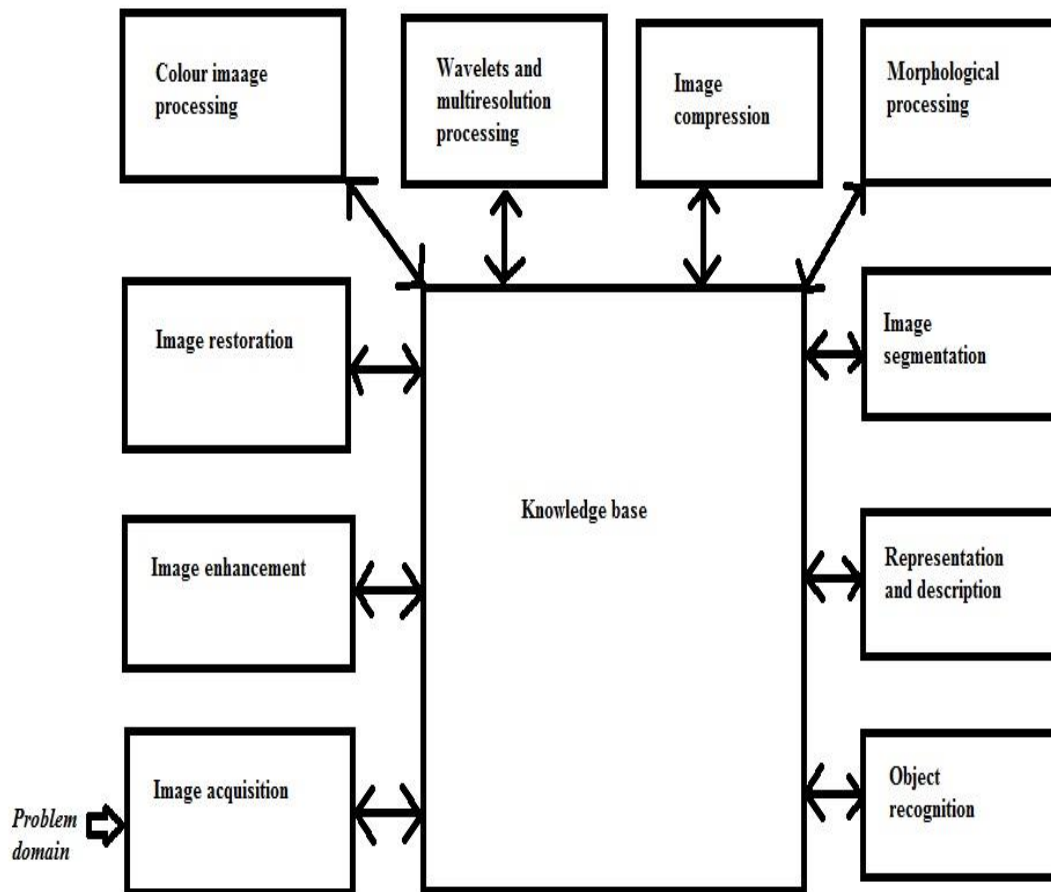 Colour imaage
processing
Wavelets and
multiresolution
processing
Image
compression
Morphological
processing
Image restoration
Image
segmentation
Knowledge base
Image enhancement
Representation
and description
Image acquisition
Object
recognition
Problem
domain